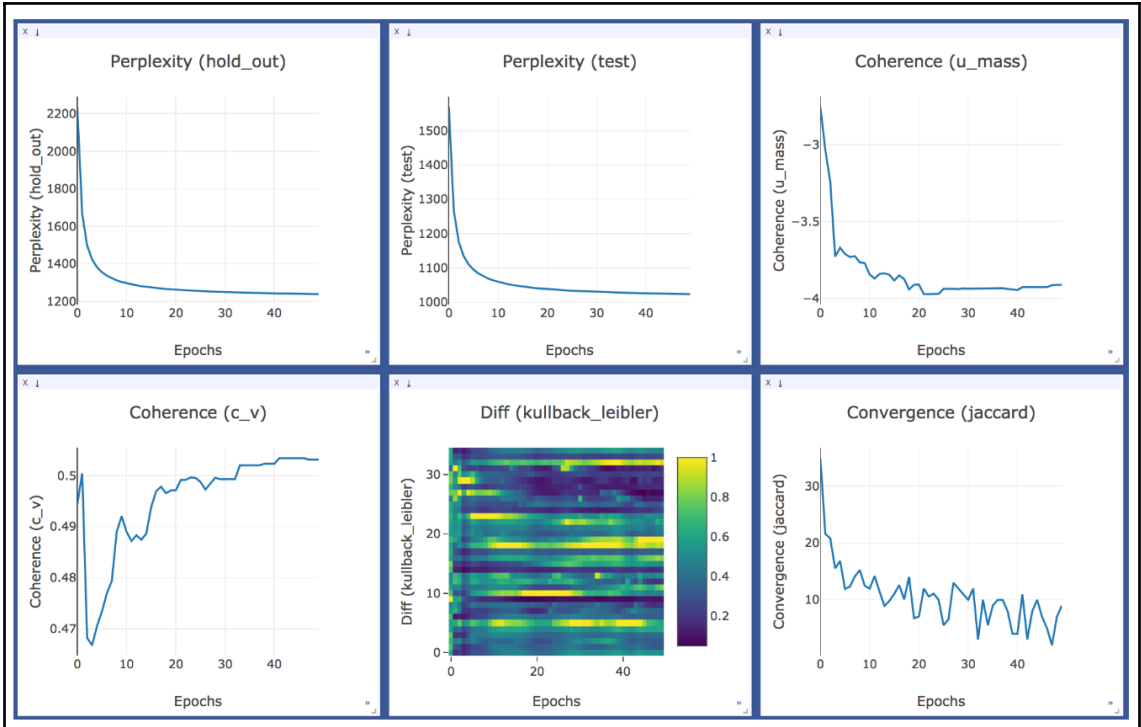 X ↓
Perplexity (hold_out)
Perplexity (hold_out)
2200
2000
1800
1600
1400
1200
0 10 20 30 40
Epochs
»
X ↓
Perplexity (test)
Perplexity (test)
1500
1400
1300
1200
1100
1000
0 10 20 30 40
Epochs
»
X ↓
Coherence (u_mass)
Coherence (u_mass)
−3
−3.5
−4
0 10 20 30 40
Epochs
»
X ↓
Coherence (c_v)
Coherence (c_v)
0.5
0.49
0.48
0.47
0 20 40
Epochs
»
X ↓
Diff (kullback_leibler)
Diff (kullback_leibler)
30
20
10
0
0 20 40
1
0.8
0.6
0.4
0.2
Epochs
»
X ↓
Convergence (jaccard)
Convergence (jaccard)
30
20
10
0 10 20 30 40
Epochs
»